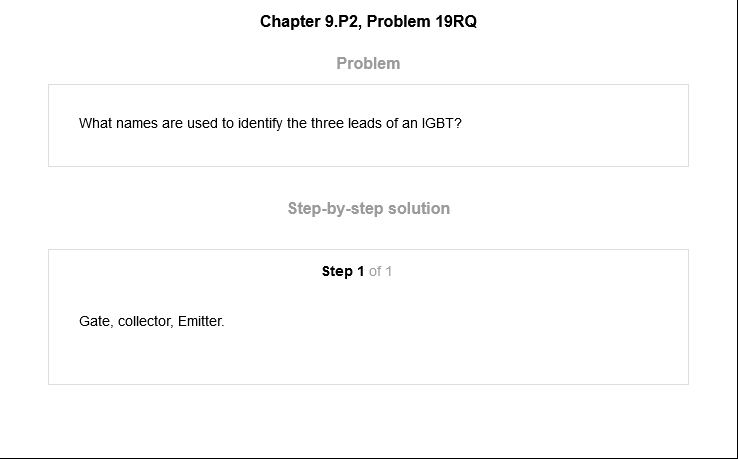 Chapter 9.P2, Problem 19RQ
Problem
What names are used to identify the three leads of an IGBT?
Step-by-step solution
Step 1 of 1
Gate, collector, Emitter.